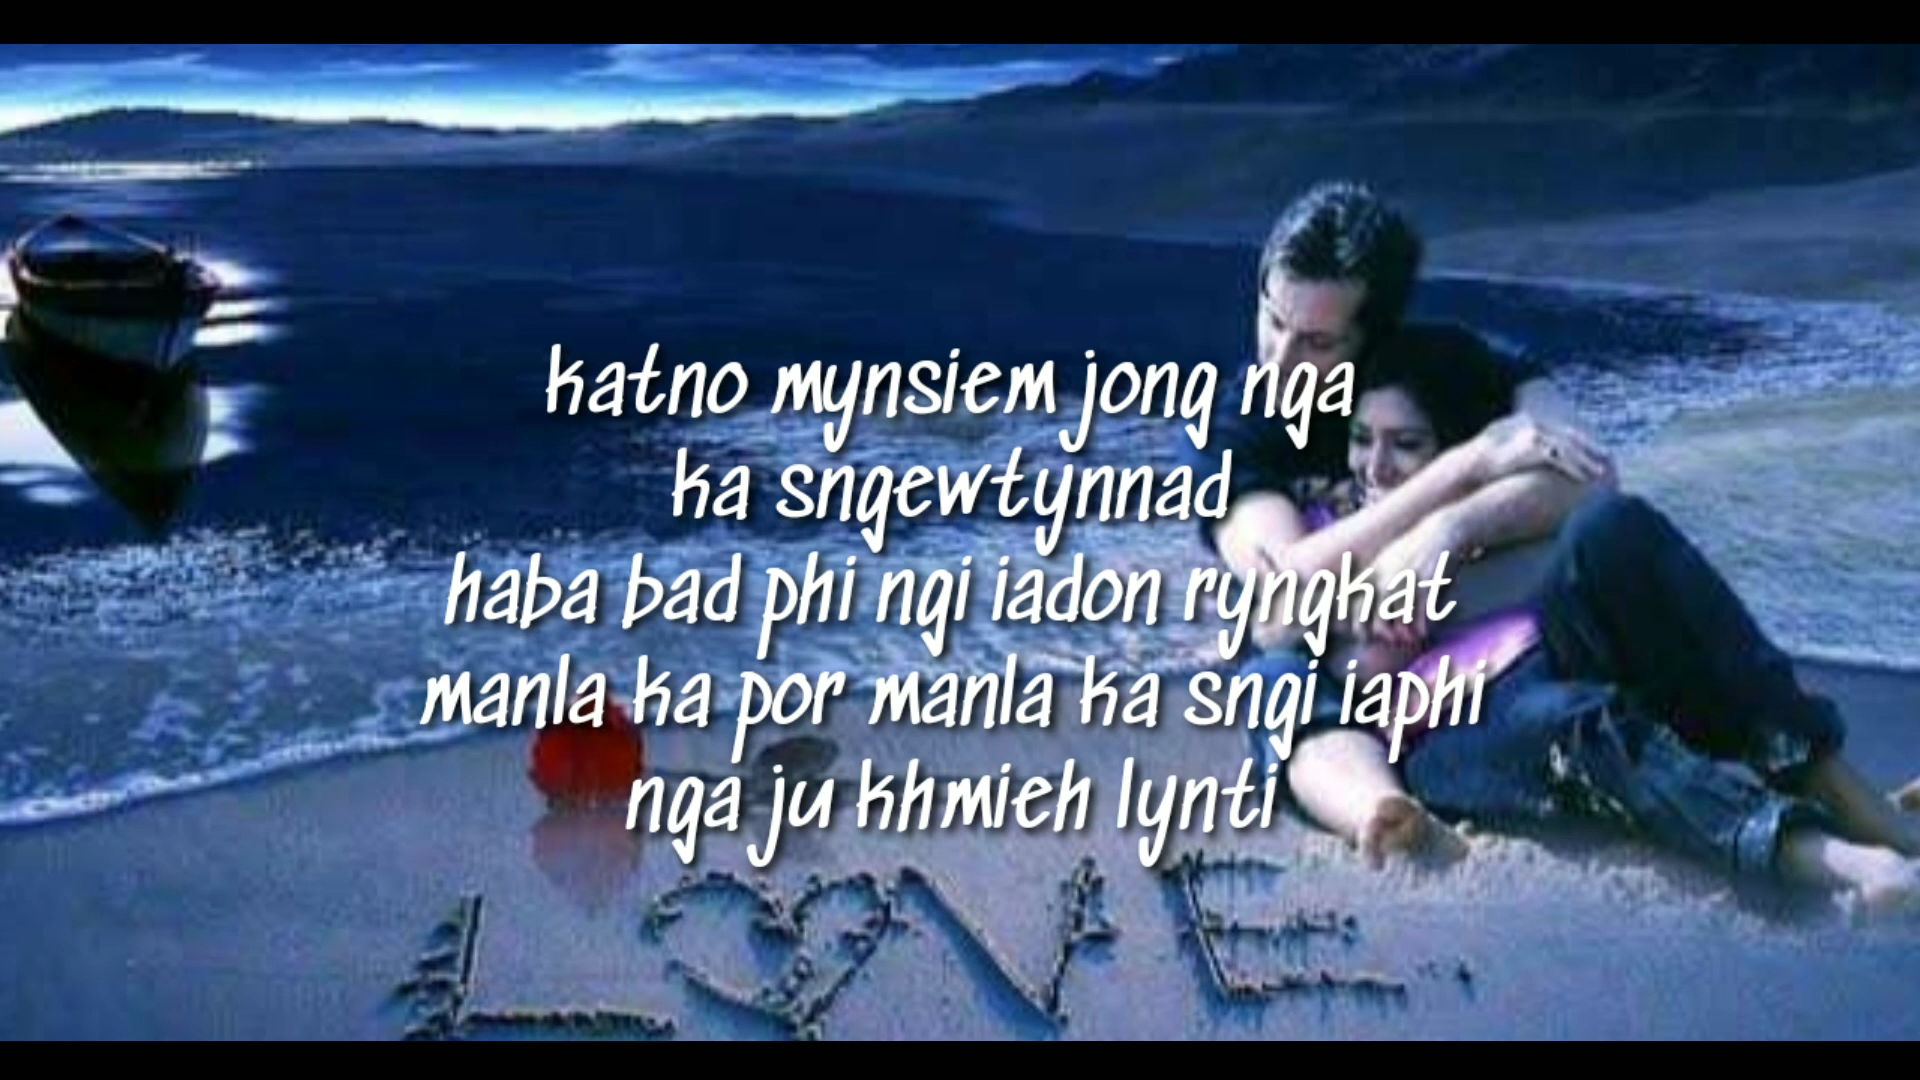 katno mynsiem jong nga
ka sngewtynnad
haba bad phi ngi iadon ryngkat
manla ka por manla ka sngi iaphi
nga ju khmieh lynti
LOVE